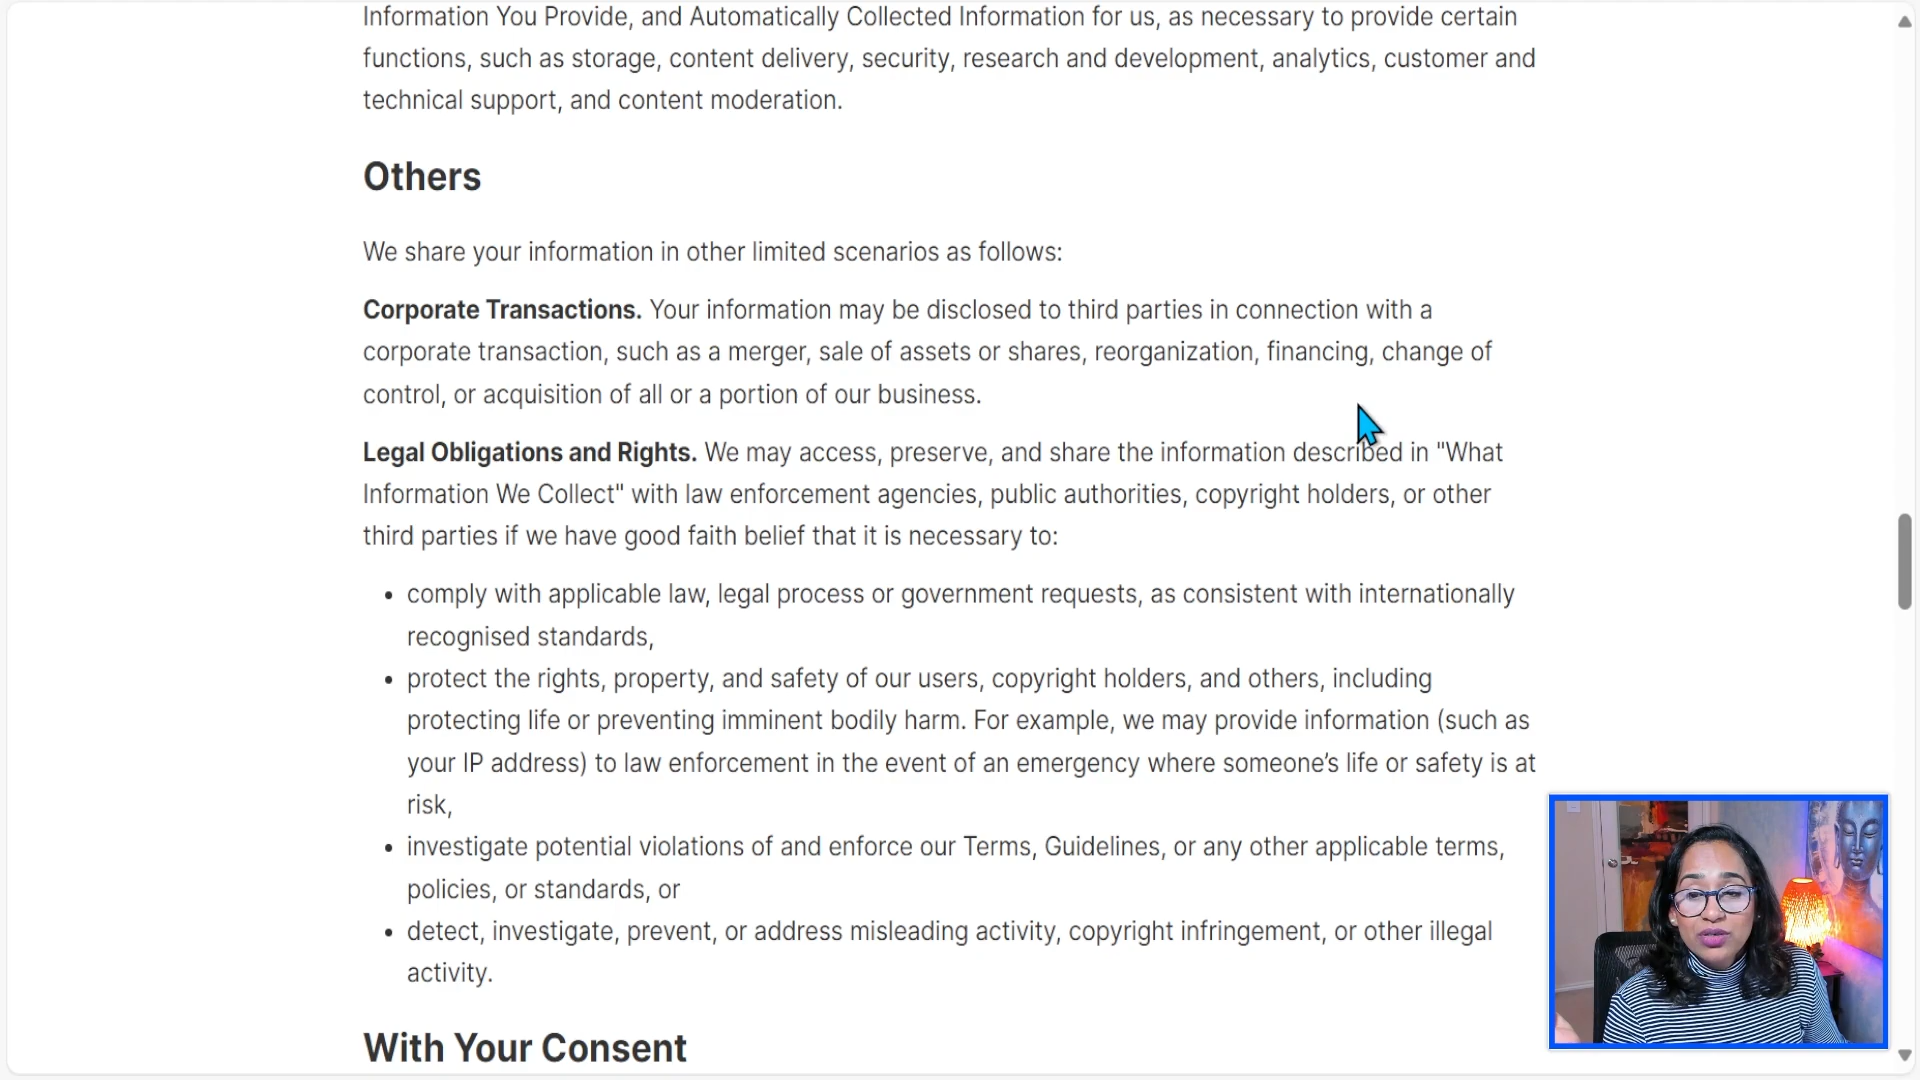 Information You Provide, and Automatically Collected Information for us, as necessary to provide certain
functions, such as storage, content delivery, security, research and development, analytics, customer and
technical support, and content moderation.
Others
We share your information in other limited scenarios as follows:
Corporate Transactions. Your information may be disclosed to third parties in connection with a
corporate transaction, such as a merger, sale of assets or shares, reorganization, financing, change of
control, or acquisition of all or a portion of our business.
Legal Obligations and Rights. We may access, preserve, and share the information described in "What
Information We Collect" with law enforcement agencies, public authorities, copyright holders, or other
third parties if we have good faith belief that it is necessary to:
• comply with applicable law, legal process or government requests, as consistent with internationally
recognised standards,
• protect the rights, property, and safety of our users, copyright holders, and others, including
protecting life or preventing imminent bodily harm. For example, we may provide information (such as
your IP address) to law enforcement in the event of an emergency where someone’s life or safety is at
risk,
• investigate potential violations of and enforce our Terms, Guidelines, or any other applicable terms,
policies, or standards, or
• detect, investigate, prevent, or address misleading activity, copyright infringement, or other illegal
activity.
With Your Consent